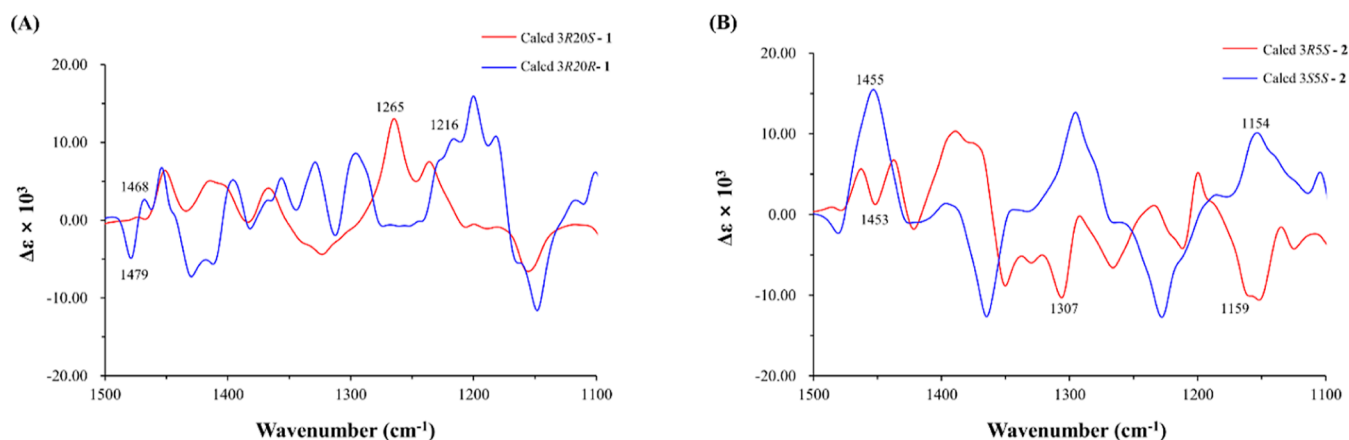 (A)
Calcd 3R20S - 1
Calcd 3R20R- 1
Δε × 10³
20.00
10.00
0.00
-10.00
-20.00
1468
1479
1265
1216
1500
1400
1300
1200
1100
Wavenumber (cm⁻¹)
(B)
Calcd 3R5S - 2
Calcd 3S5S - 2
Δε × 10³
20.00
10.00
0.00
-10.00
-20.00
1455
1453
1307
1154
1159
1500
1400
1300
1200
1100
Wavenumber (cm⁻¹)